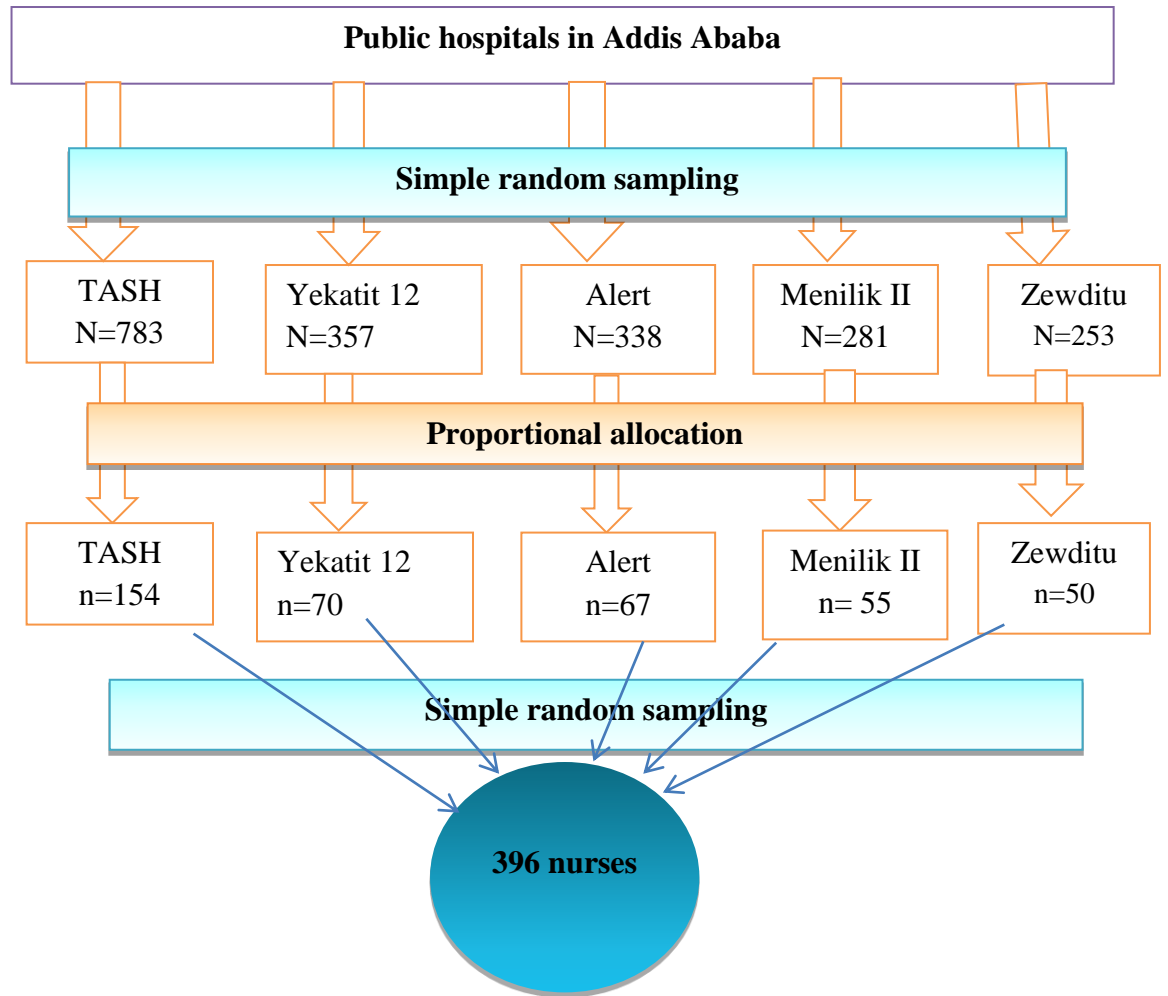 Public hospitals in Addis Ababa
Simple random sampling
TASH
N=783
Yekatit 12
N=357
Alert
N=338
Menilik II
N=281
Zewditu
N=253
Proportional allocation
TASH
n=154
Yekatit 12
n=70
Alert
n=67
Menilik II
n= 55
Zewditu
n=50
Simple random sampling
396 nurses